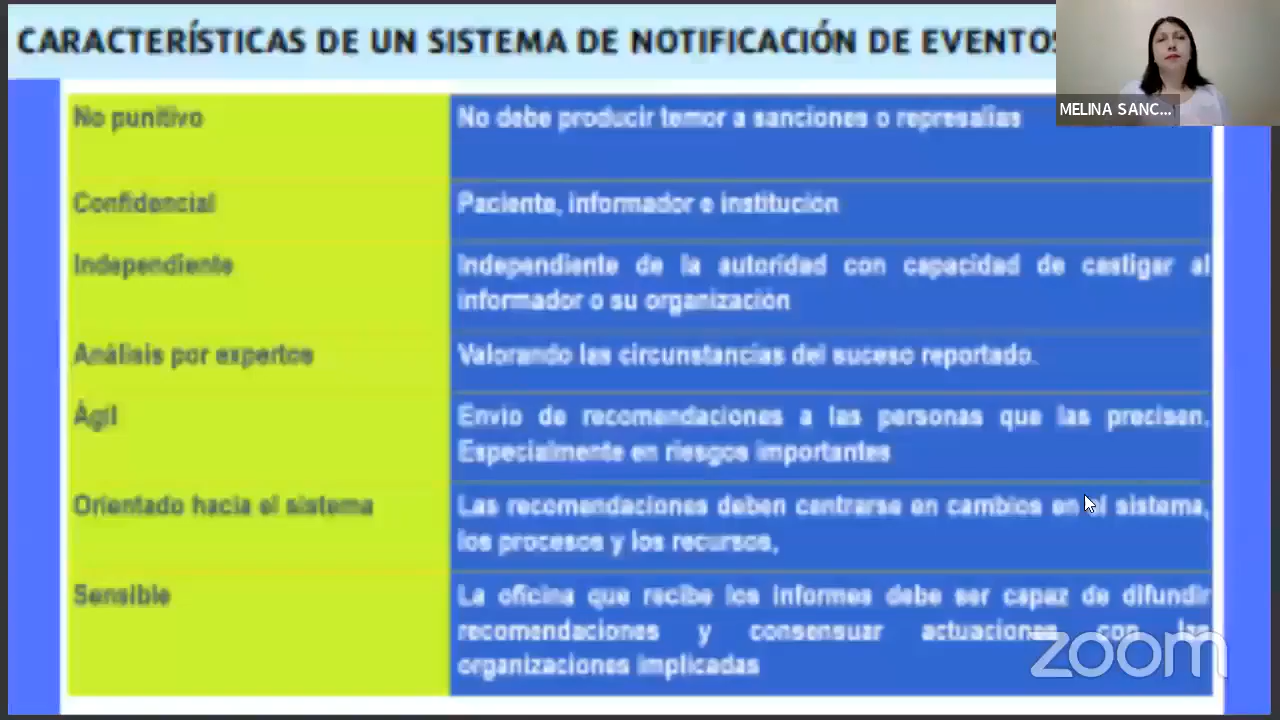 CARACTERÍSTICAS DE UN SISTEMA DE NOTIFICACIÓN DE EVENTOS
MELINA SANC...
No punitivo
No debe producir temor a sanciones o represalias
Confidencial
Paciente, informador e institución
Independiente
Independiente de la autoridad con capacidad de castigar al
informador o su organización
Análisis por expertos
Valorando las circunstancias del suceso reportado.
Ágil
Envío de recomendaciones a las personas que las precisen.
Especialmente en riesgos importantes
Orientado hacia el sistema
Las recomendaciones deben centrarse en cambios en el sistema,
los procesos y los recursos,
Sensible
La oficina que recibe los informes debe ser capaz de difundir
recomendaciones y consensuar actuaciones con las
organizaciones implicadas
zoom